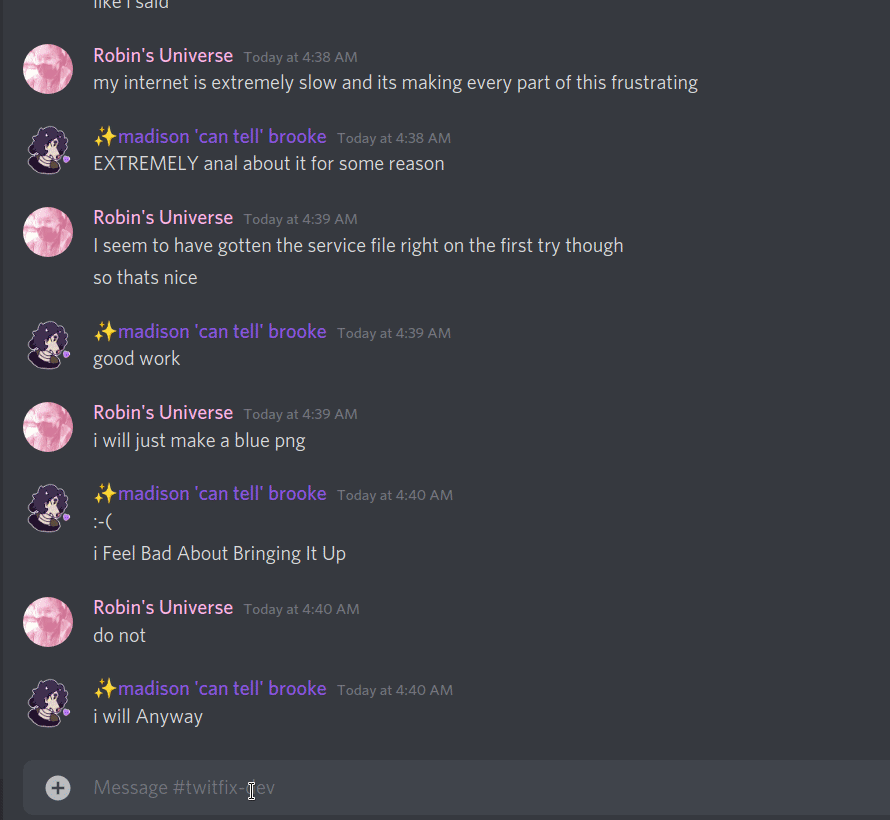 like I said
Robin's Universe Today at 4:38 AM
my internet is extremely slow and its making every part of this frustrating
✨madison 'can tell' brooke Today at 4:38 AM
EXTREMELY anal about it for some reason
Robin's Universe Today at 4:39 AM
I seem to have gotten the service file right on the first try though
so thats nice
✨madison 'can tell' brooke Today at 4:39 AM
good work
Robin's Universe Today at 4:39 AM
i will just make a blue png
✨madison 'can tell' brooke Today at 4:40 AM
:-(
i Feel Bad About Bringing It Up
Robin's Universe Today at 4:40 AM
do not
✨madison 'can tell' brooke Today at 4:40 AM
i will Anyway
Message #twitfix-dev